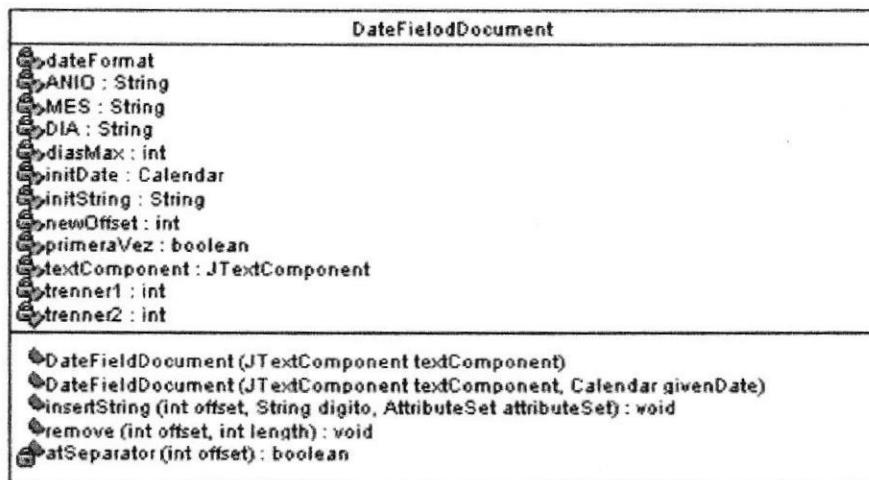 DateFielodDocument
dateFormat
ANIO : String
MES : String
DIA : String
diasMax : int
initDate : Calendar
initString : String
newOffset : int
primeraVez : boolean
textComponent : JTextComponent
trenner1 : int
trenner2 : int
DateFieldDocument (JTextComponent textComponent)
DateFieldDocument (JTextComponent textComponent, Calendar givenDate)
insertString (int offset, String digito, AttributeSet attributeSet) : void
remove (int offset, int length) : void
atSeparator (int offset) : boolean